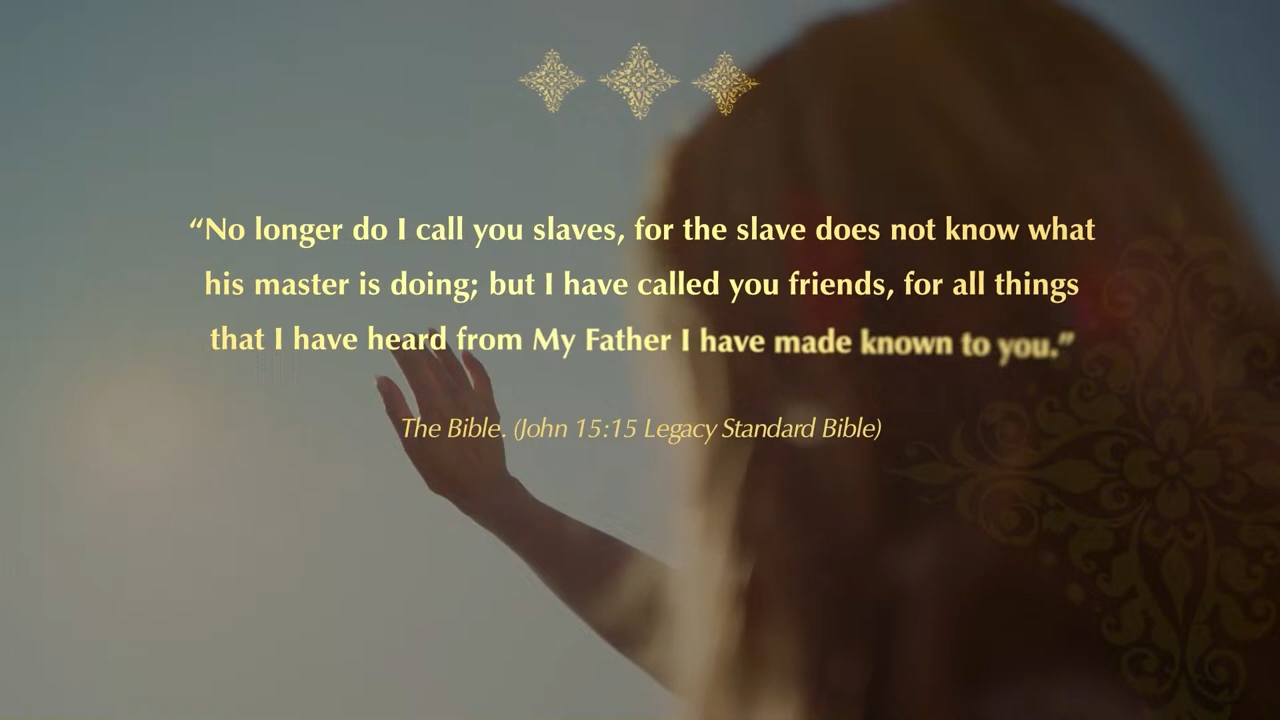 “No longer do I call you slaves, for the slave does not know what
his master is doing; but I have called you friends, for all things
that I have heard from My Father I have made known to you.”
The Bible. (John 15:15 Legacy Standard Bible)